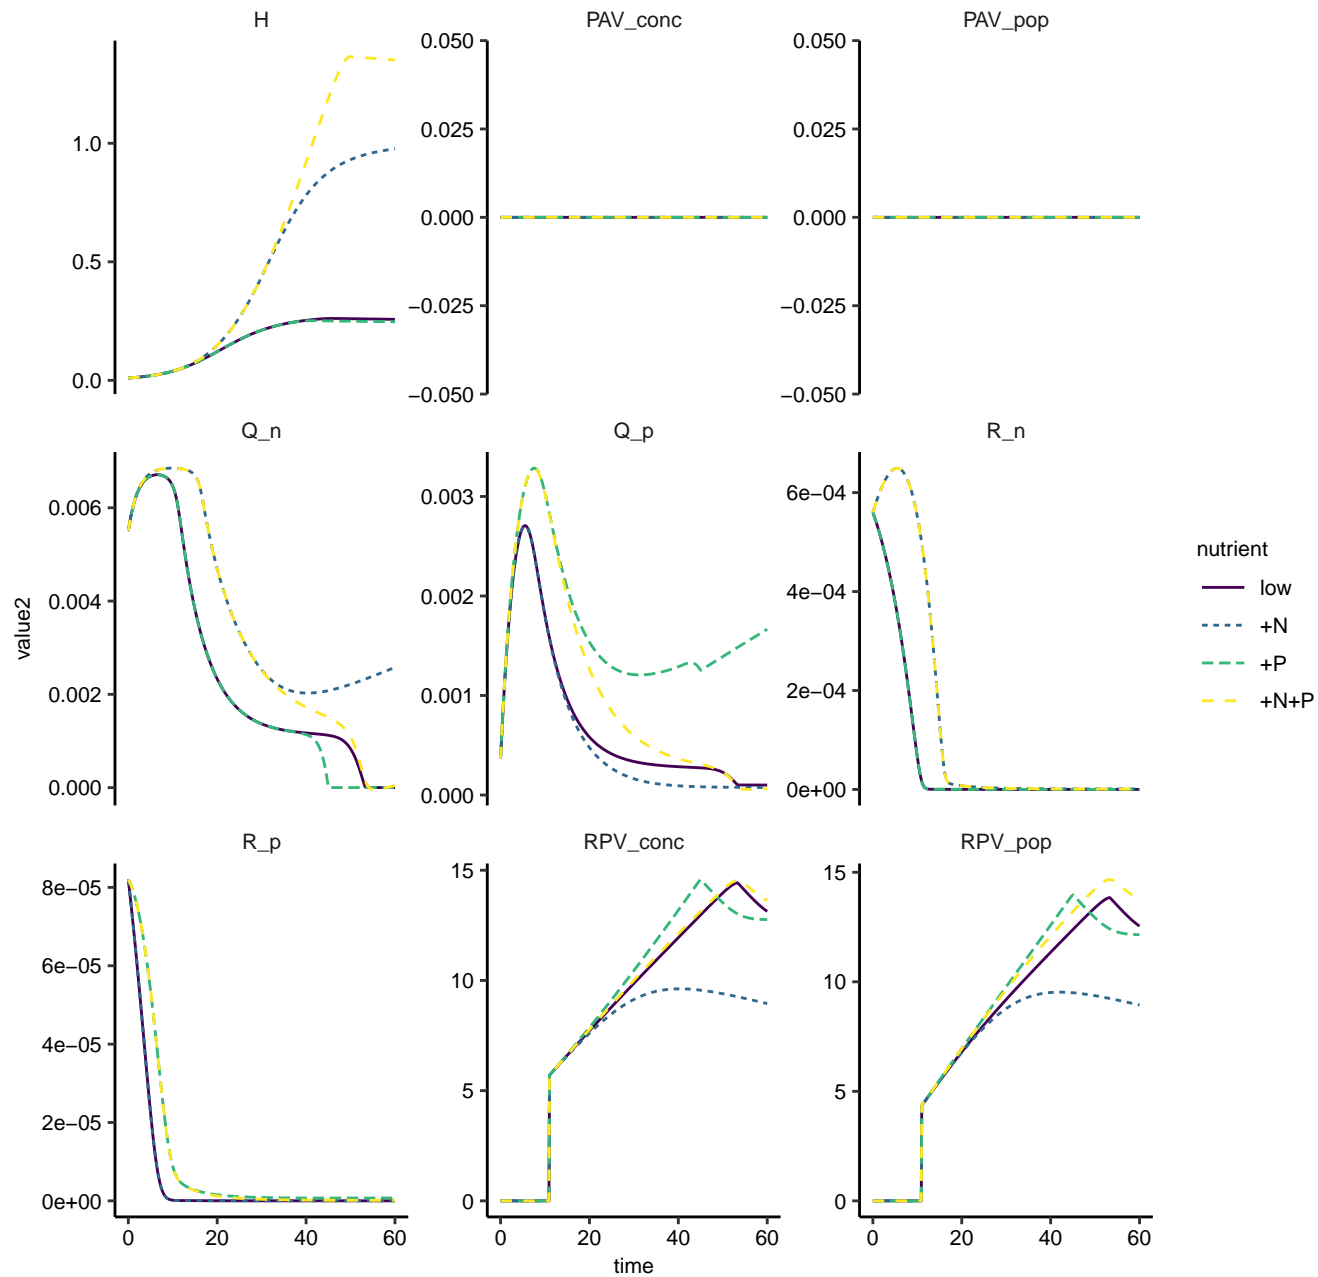 H
PAV_conc
PAV_pop
1.0
0.5
0.0
0.050
0.025
0.000
−0.025
−0.050
0.050
0.025
0.000
−0.025
−0.050
Q_n
Q_p
R_n
0.006
0.004
0.002
0.000
0.003
0.002
0.001
0.000
6e−04
4e−04
2e−04
0e+00
R_p
RPV_conc
RPV_pop
8e−05
6e−05
4e−05
2e−05
0e+00
15
10
5
0
15
10
5
0
0 20 40 60
0 20 40 60
0 20 40 60
time
value2
nutrient
low
+N
+P
+N+P